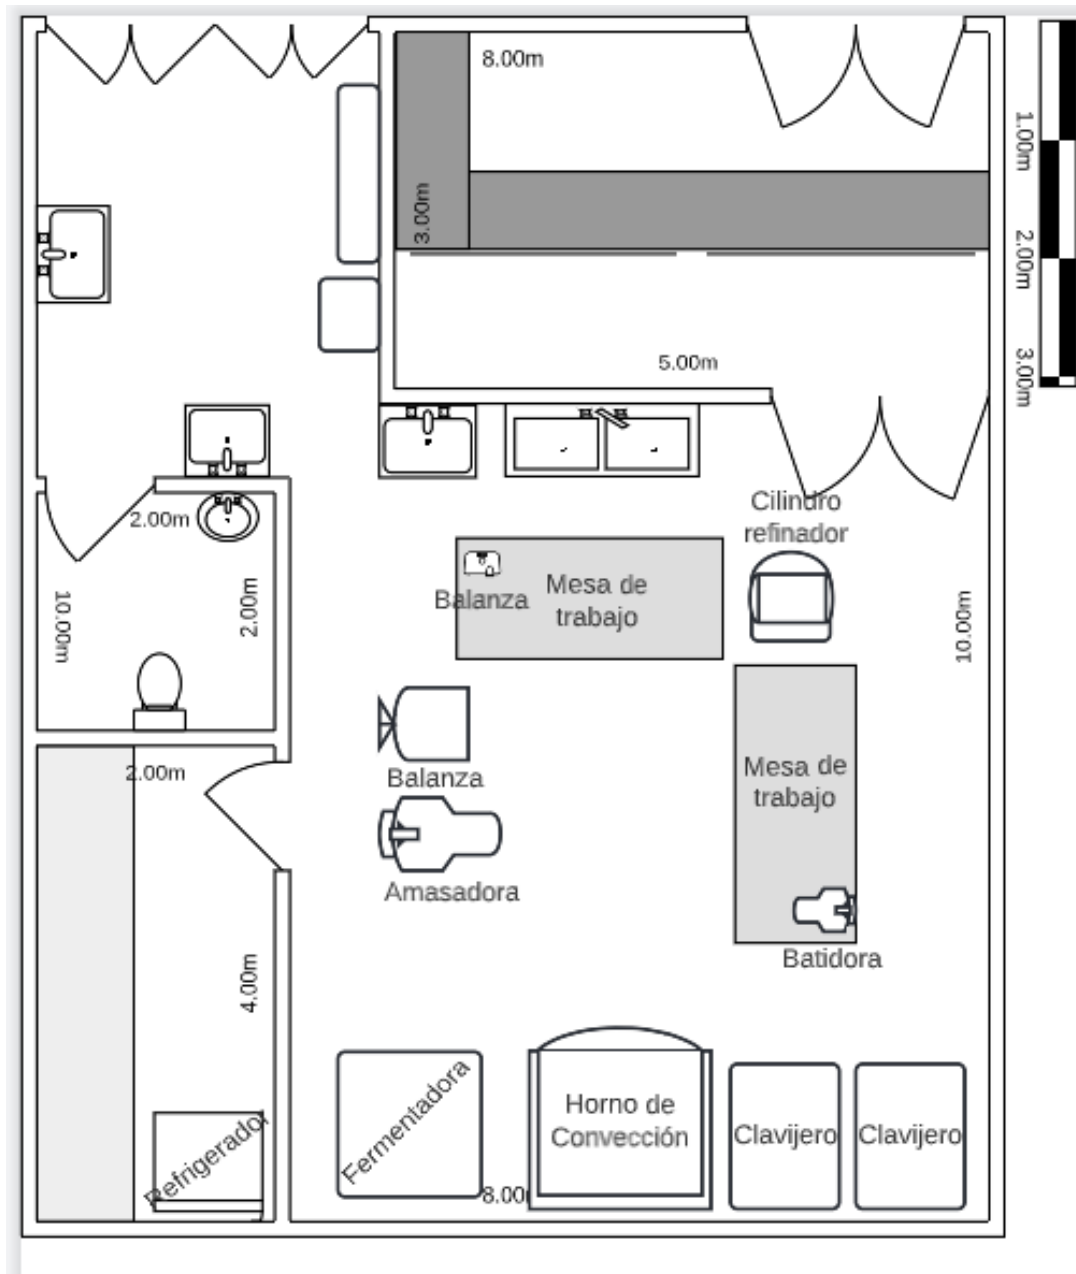 8.00m
1.00m
3.00m
2.00m
5.00m
3.00m
Cilindro
refinador
2.00m
2.00m
10.00m
Balanza
Mesa de
trabajo
10.00m
Balanza
Mesa de
trabajo
2.00m
Amasadora
Batidora
4.00m
Refrigerador
Fermentadora
Horno de
Convección
Clavijero
Clavijero
8.00